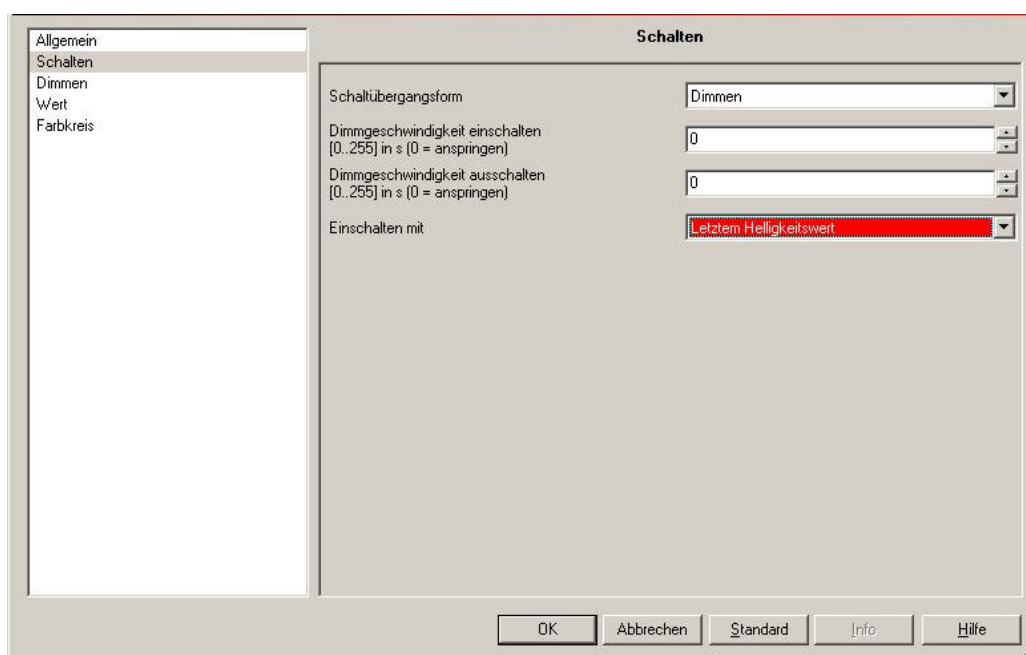 Allgemein
Schalten
Dimmen
Wert
Farbkreis
Schalten
Schaltübergangsform
Dimmen
Dimmgeschwindigkeit einschalten
[0..255] in s (0 = anspringen)
0
Dimmgeschwindigkeit ausschalten
[0..255] in s (0 = anspringen)
0
Einschalten mit
Letztem Helligkeitswert
OK
Abbrechen
Standard
Info
Hilfe